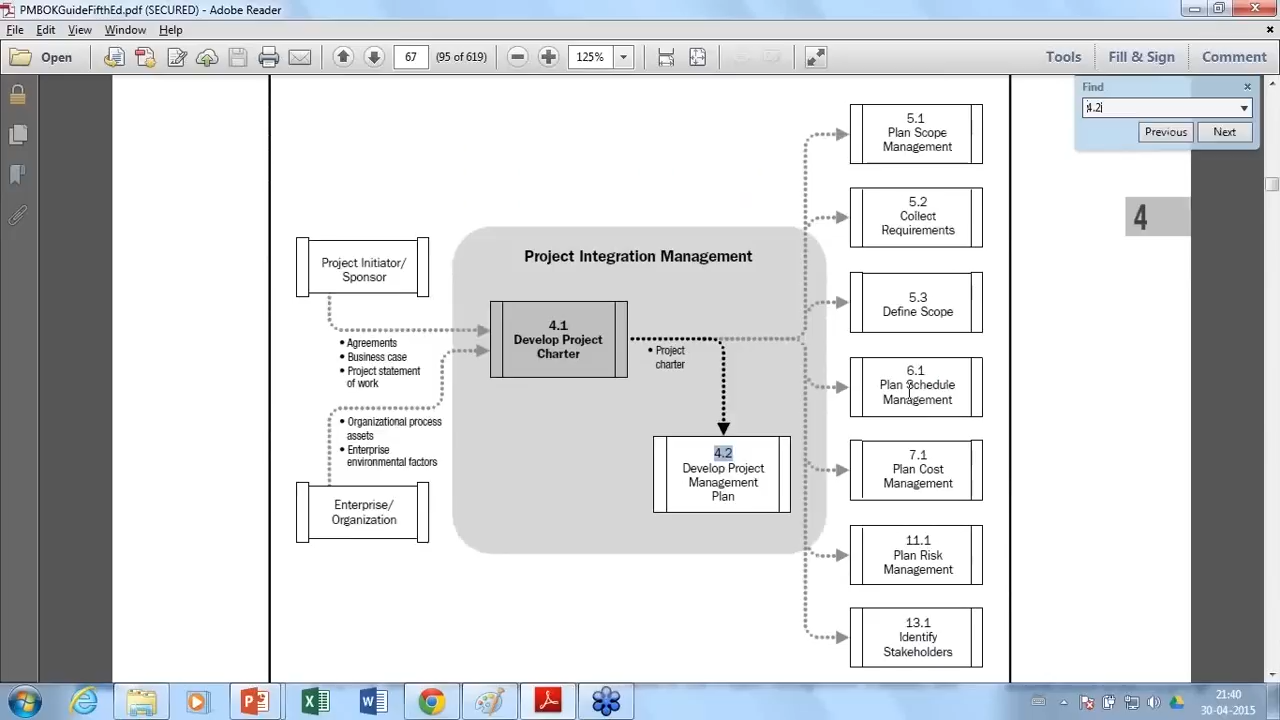 PMBOKGuideFifthEd.pdf (SECURED) - Adobe Reader
File Edit View Window Help
Open 67 (95 of 619) 125% Tools Fill & Sign Comment
Find
4.2
Previous Next
4
Project Integration Management
Project Initiator/
Sponsor
Agreements
Business case
Project statement
of work
Organizational process
assets
Enterprise
environmental factors
Enterprise/
Organization
4.1
Develop Project
Charter
Project
charter
4.2
Develop Project
Management
Plan
5.1
Plan Scope
Management
5.2
Collect
Requirements
5.3
Define Scope
6.1
Plan Schedule
Management
7.1
Plan Cost
Management
11.1
Plan Risk
Management
13.1
Identify
Stakeholders
21:40
30-04-2015